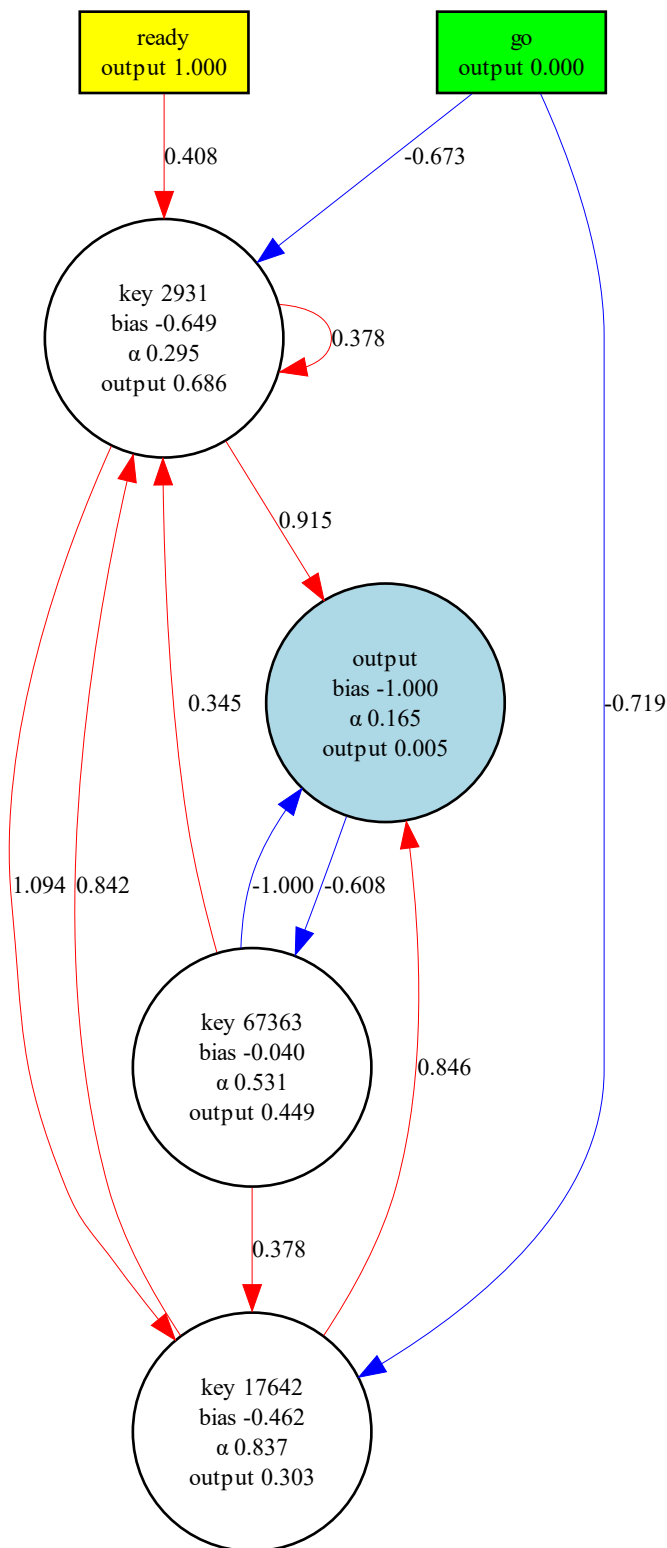 ready
output 1.000
go
output 0.000
0.408
-0.673
key 2931
bias -0.649
α 0.295
output 0.686
0.378
0.915
output
bias -1.000
α 0.165
output 0.005
0.345
-0.719
1.094
0.842
-1.000
-0.608
key 67363
bias -0.040
α 0.531
output 0.449
0.846
0.378
key 17642
bias -0.462
α 0.837
output 0.303